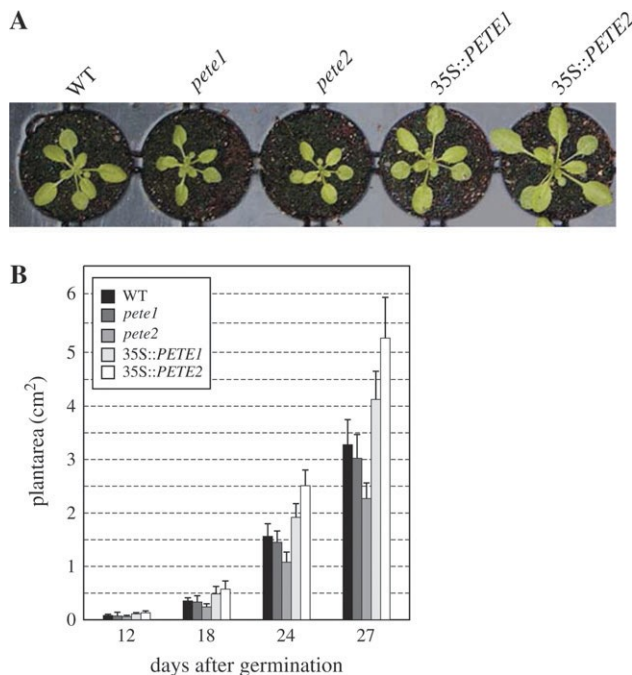 A
WT
pete1
pete2
35S::PETE1
35S::PETE2
B
6
5
4
3
2
1
0
plantarea (cm²)
WT
pete1
pete2
35S::PETE1
35S::PETE2
12 18 24 27
days after germination